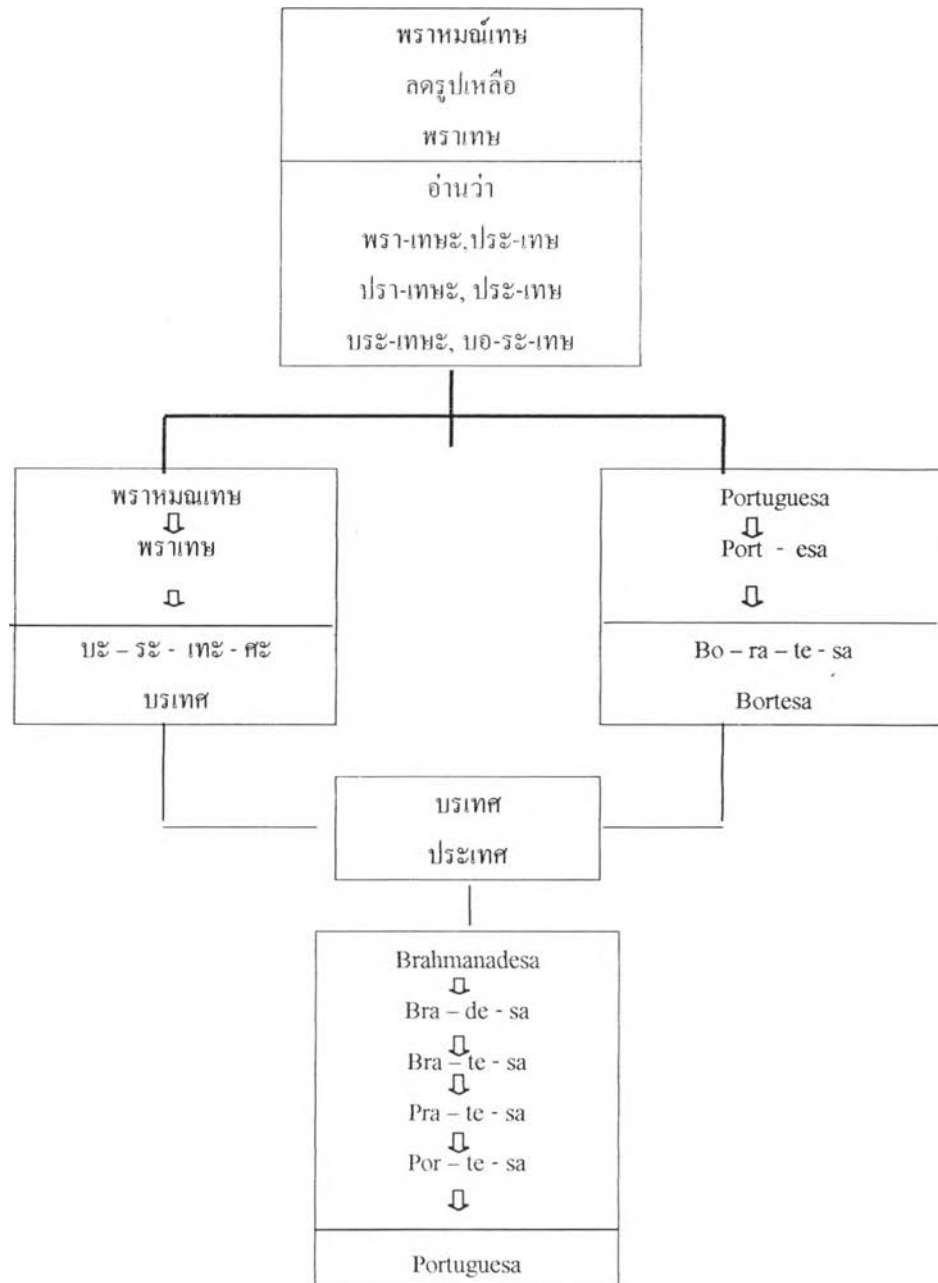 พราหมณ์เทษ
ลดรูปเหลือ
พราเทษ
อ่านว่า
พรา-เทษะ,ประ-เทษ
ปรา-เทษะ, ประ-เทษ
บระ-เทษะ, บอ-ระ-เทษ
พราหมณเทษ
⇩
พราเทษ
⇩
บะ – ระ - เทะ - ศะ
บรเทศ
Portuguesa
⇩
Port - esa
⇩
Bo – ra – te - sa
Bortesa
บรเทศ
ประเทศ
Brahmanadesa
⇩
Bra – de - sa
⇩
Bra – te - sa
⇩
Pra – te - sa
⇩
Por – te - sa
⇩
Portuguesa